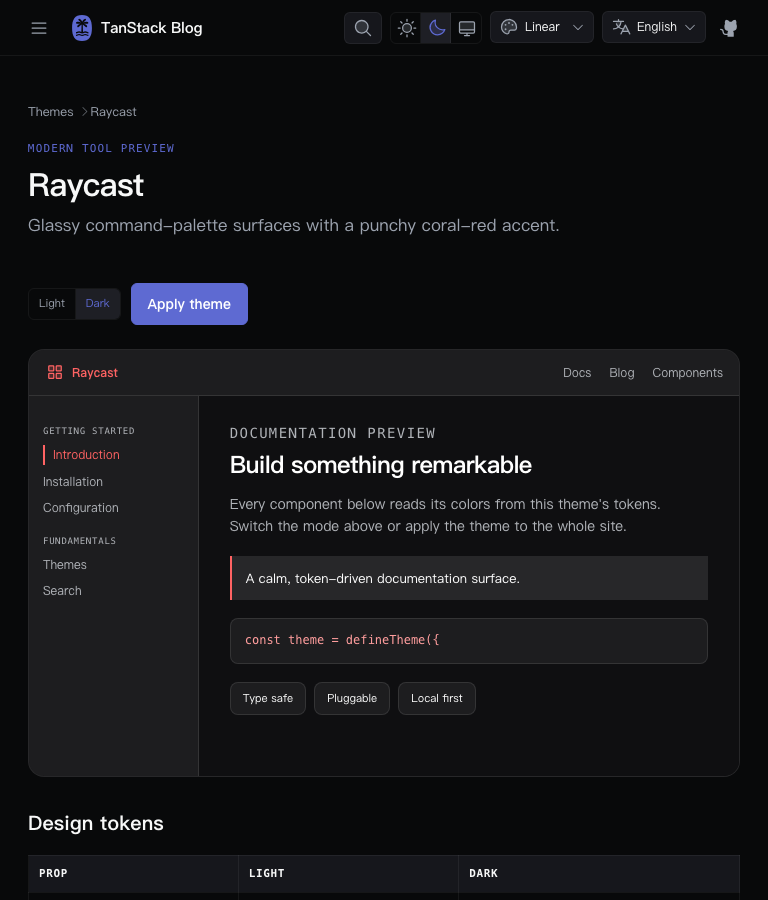 TanStack Blog
Linear
English
Themes
Raycast
MODERN TOOL PREVIEW
Raycast
Glassy command-palette surfaces with a punchy coral-red accent.
Light
Dark
Apply theme
Raycast
Docs
Blog
Components
GETTING STARTED
Introduction
Installation
Configuration
FUNDAMENTALS
Themes
Search
DOCUMENTATION PREVIEW
Build something remarkable
Every component below reads its colors from this theme's tokens.
Switch the mode above or apply the theme to the whole site.
A calm, token-driven documentation surface.
const theme = defineTheme({
Type safe
Pluggable
Local first
Design tokens
PROP
LIGHT
DARK